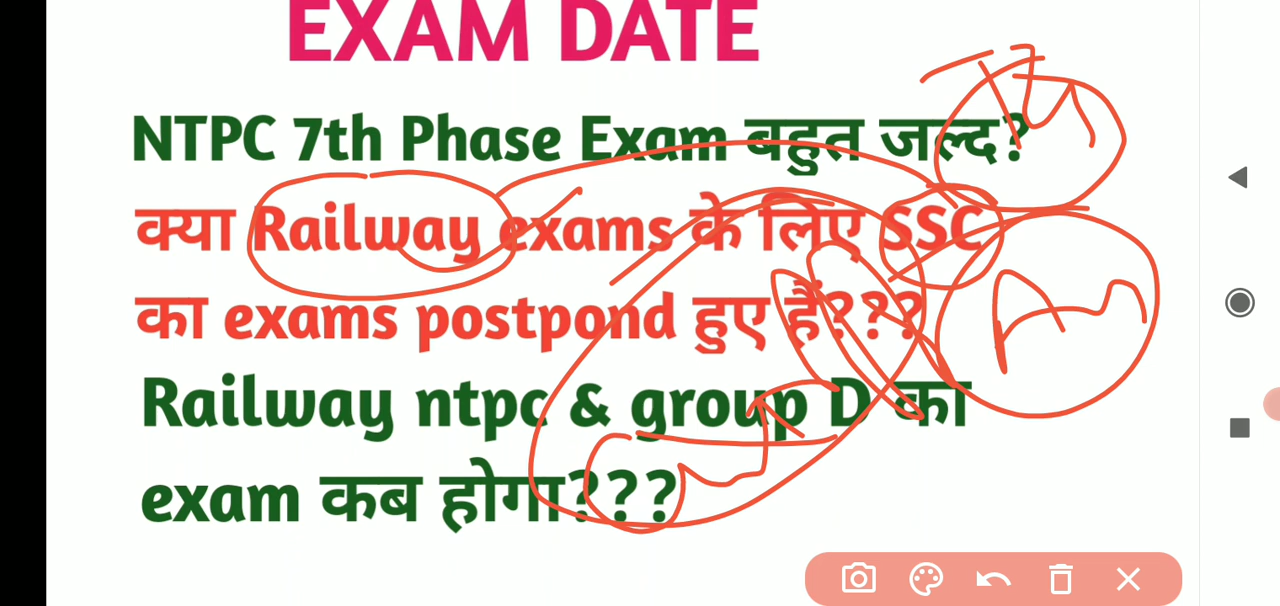 EXAM DATE
NTPC 7th Phase Exam बहुत जल्द?
क्या Railway exams के लिए SSC
का exams postpond हुए हैं???
Railway ntpc & group D का
exam कब होगा???